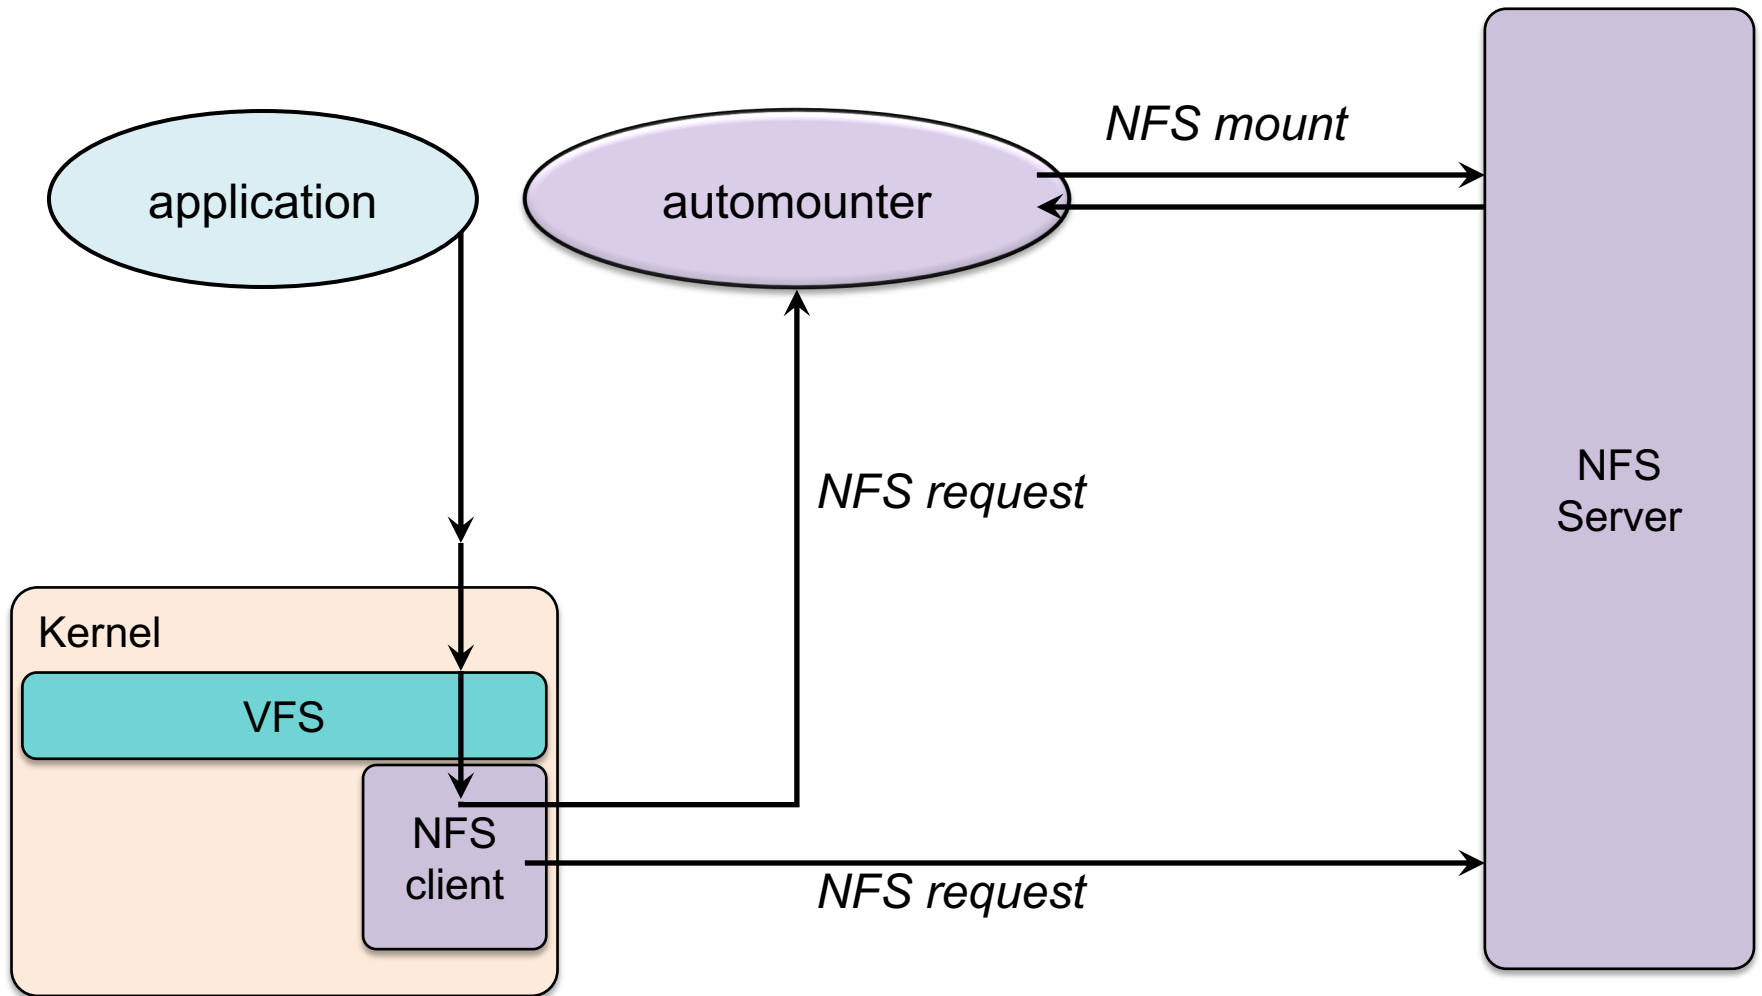 NFS mount
application
automounter
NFS request
NFS
Server
Kernel
VFS
NFS
client
NFS request